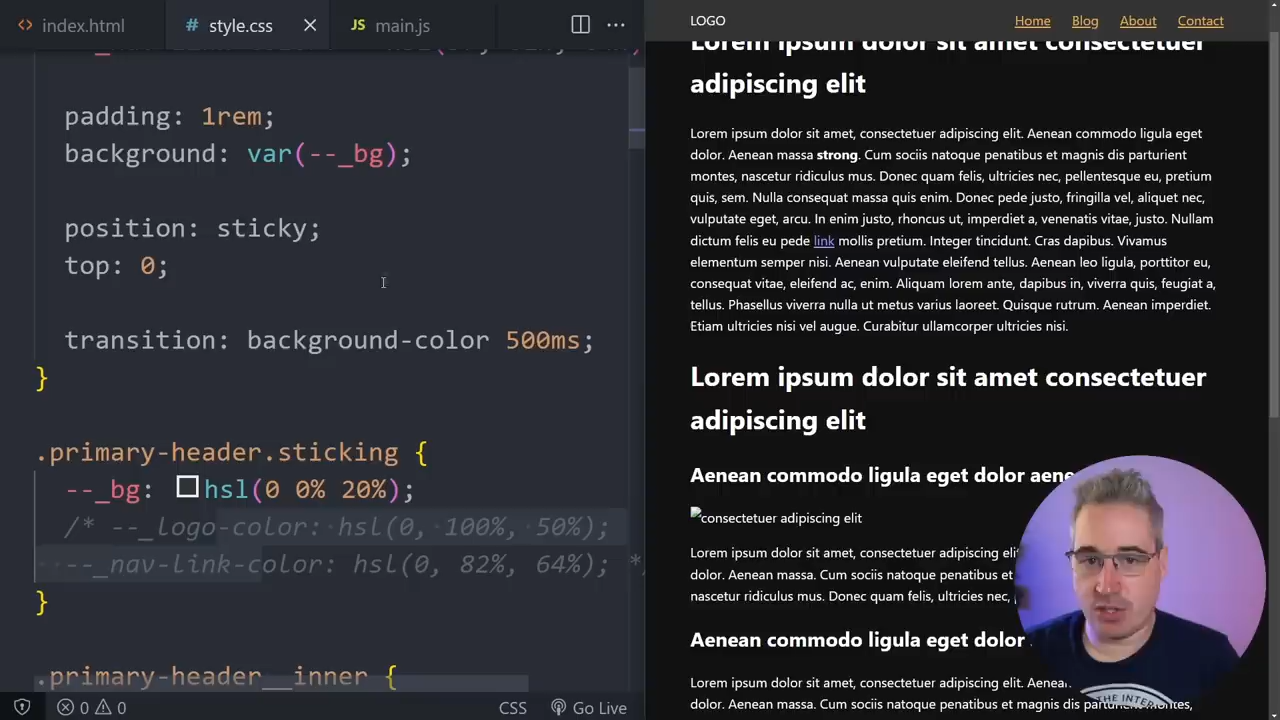 index.html
style.css
JS main.js
padding: 1rem;
background: var(--_bg);
position: sticky;
top: 0;
transition: background-color 500ms;
}
.primary-header.sticking {
--_bg: hsl(0 0% 20%);
/* --_logo-color: hsl(0, 100%, 50%);
--_nav-link-color: hsl(0, 82%, 64%); *
}
.primary-header__inner {
0 0
CSS
Go Live
LOGO
Home
Blog
About
Contact
Lorem ipsum dolor sit amet consectetuer
adipiscing elit
Lorem ipsum dolor sit amet, consectetuer adipiscing elit. Aenean commodo ligula eget
dolor. Aenean massa strong. Cum sociis natoque penatibus et magnis dis parturient
montes, nascetur ridiculus mus. Donec quam felis, ultricies nec, pellentesque eu, pretium
quis, sem. Nulla consequat massa quis enim. Donec pede justo, fringilla vel, aliquet nec,
vulputate eget, arcu. In enim justo, rhoncus ut, imperdiet a, venenatis vitae, justo. Nullam
dictum felis eu pede link mollis pretium. Integer tincidunt. Cras dapibus. Vivamus
elementum semper nisi. Aenean vulputate eleifend tellus. Aenean leo ligula, porttitor eu,
consequat vitae, eleifend ac, enim. Aliquam lorem ante, dapibus in, viverra quis, feugiat a,
tellus. Phasellus viverra nulla ut metus varius laoreet. Quisque rutrum. Aenean imperdiet.
Etiam ultricies nisi vel augue. Curabitur ullamcorper ultricies nisi.
Lorem ipsum dolor sit amet consectetuer
adipiscing elit
Aenean commodo ligula eget dolor aene
consectetuer adipiscing elit
Lorem ipsum dolor sit amet, consectetuer adipiscing elit
dolor. Aenean massa. Cum sociis natoque penatibus et m
nascetur ridiculus mus. Donec quam felis, ultricies nec,
Aenean commodo ligula eget dolor
Lorem ipsum dolor sit amet, consectetuer adipiscing elit. Aenea
dolor. Aenean massa. Cum sociis natoque penatibus et magnis dis parturient montes,
THE INTER